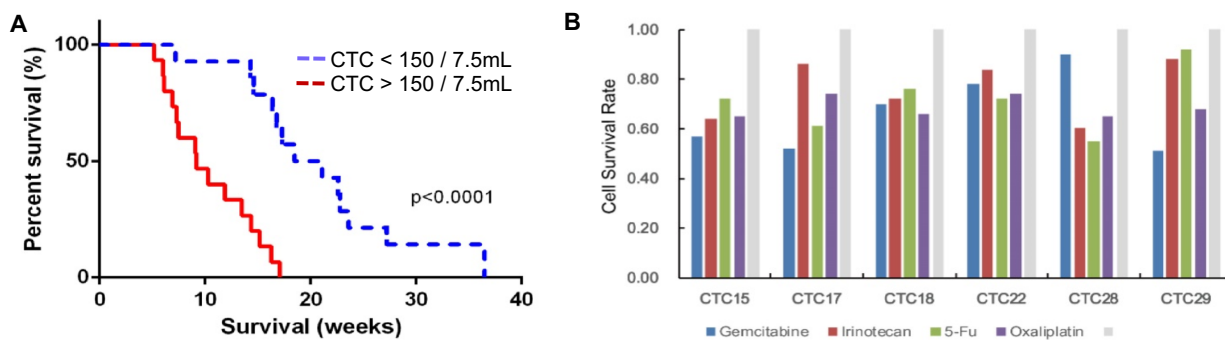 A
Percent survival (%)
100
50
0
CTC < 150 / 7.5mL
CTC > 150 / 7.5mL
p<0.0001
0 10 20 30 40
Survival (weeks)
B
Cell Survival Rate
1.00
0.80
0.60
0.40
0.20
0.00
CTC15 CTC17 CTC18 CTC22 CTC28 CTC29
Gemcitabine Irinotecan 5-Fu Oxaliplatin